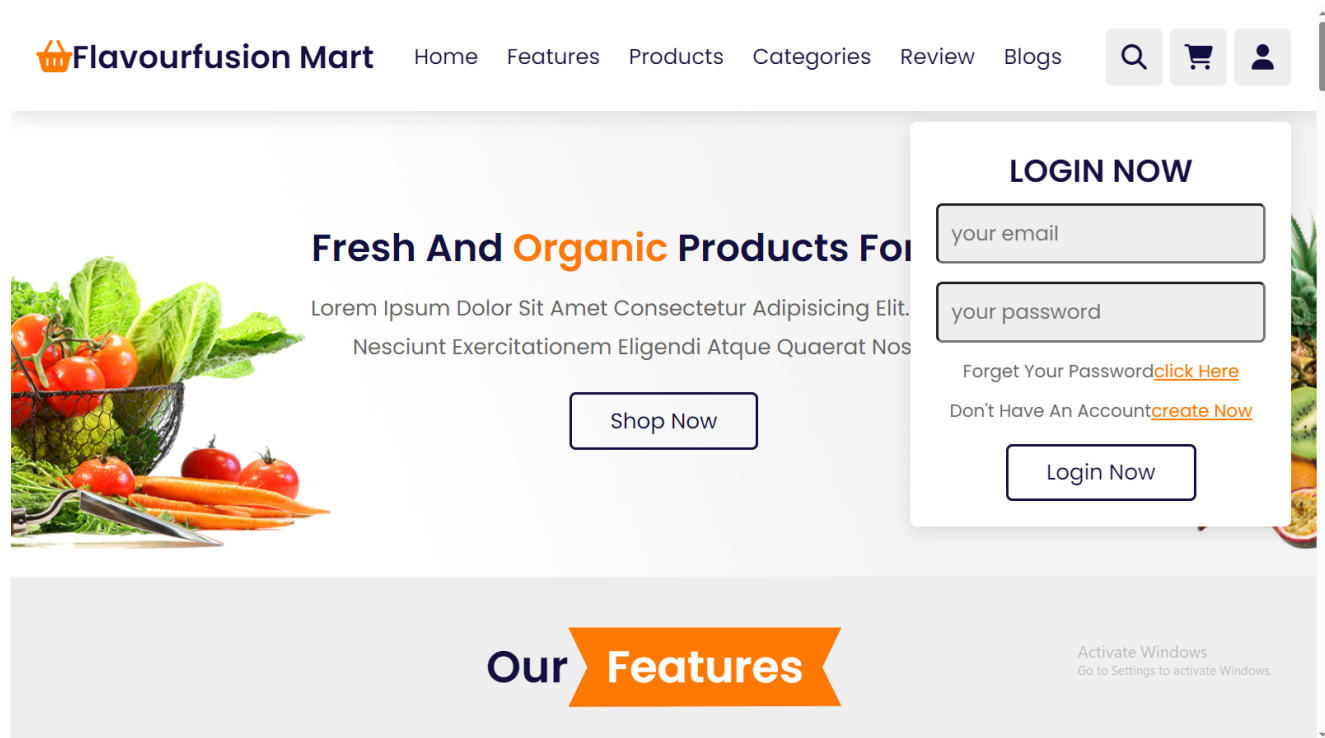 Flavourfusion Mart Home Features Products Categories Review Blogs
LOGIN NOW
your email
your password
Forget Your Passwordclick Here
Don't Have An Accountcreate Now
Login Now
Fresh And Organic Products For
Lorem Ipsum Dolor Sit Amet Consectetur Adipisicing Elit.
Nesciunt Exercitationem Eligendi Atque Quaerat Nos
Shop Now
Our Features
Activate Windows
Go to Settings to activate Windows.